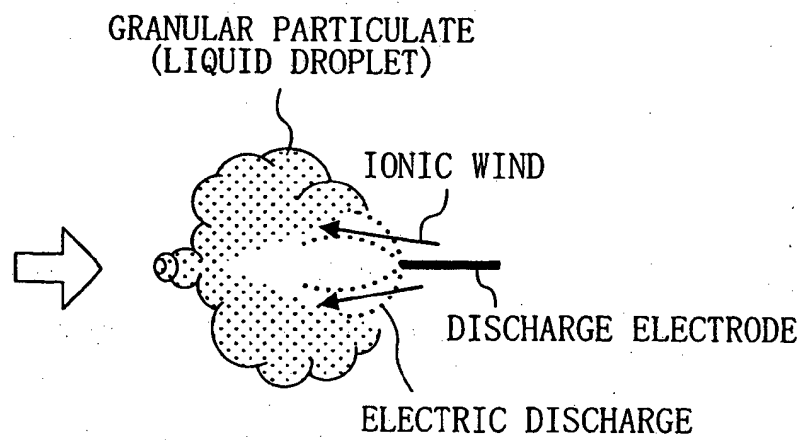 GRANULAR PARTICULATE
(LIQUID DROPLET)
IONIC WIND
DISCHARGE ELECTRODE
ELECTRIC DISCHARGE